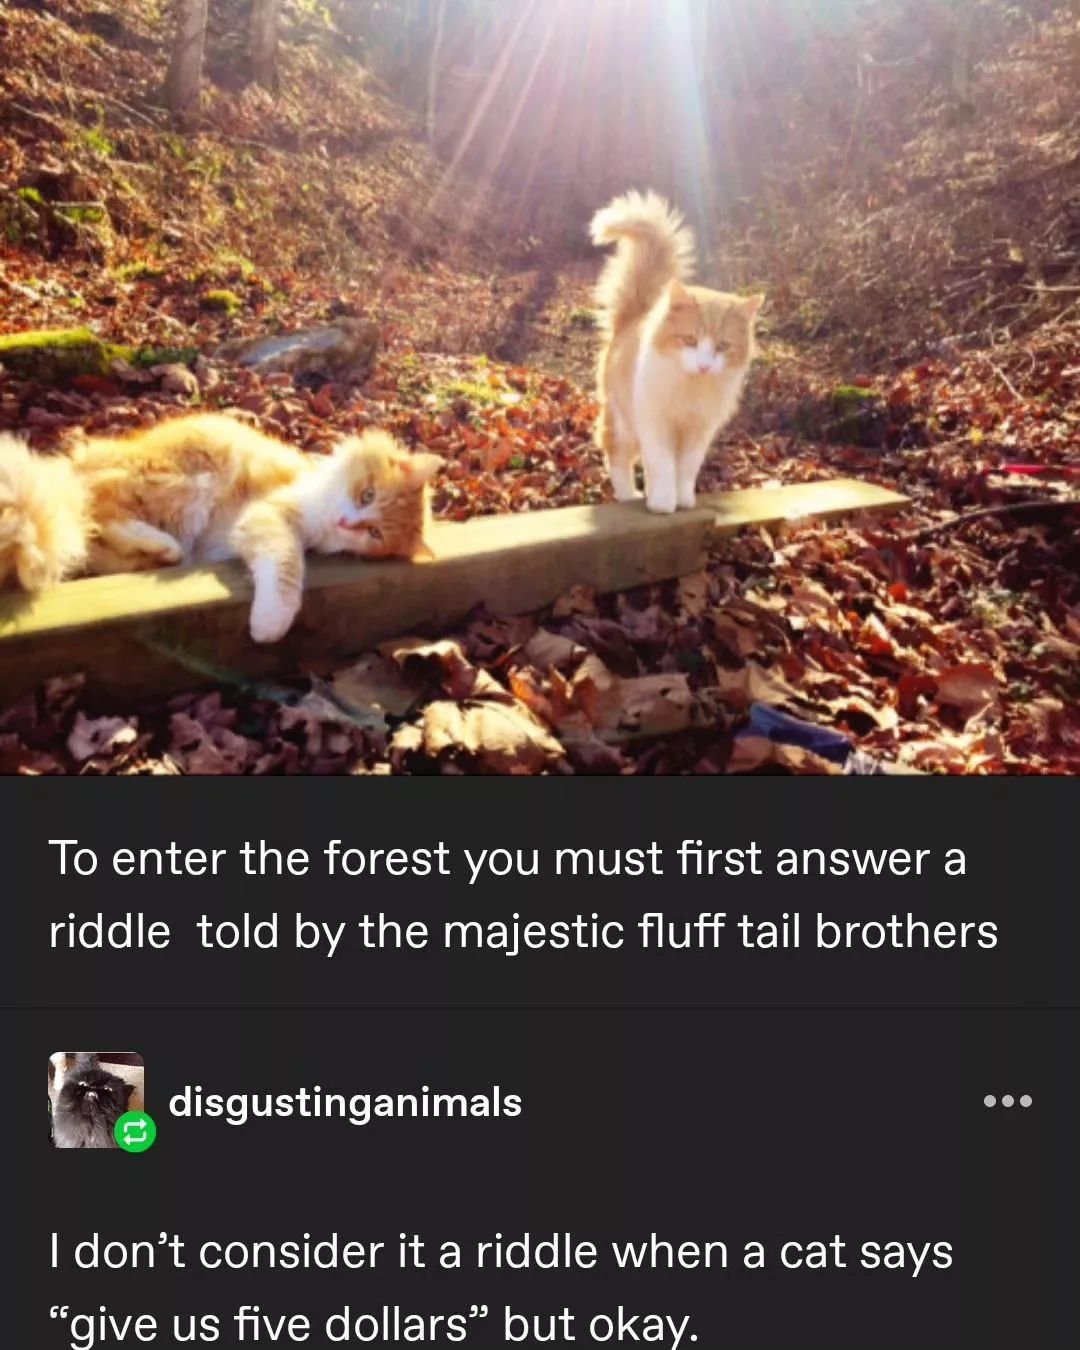 To enter the forest you must first answer a
riddle  told by the majestic fluff tail brothers
disgustinganimals
I don’t consider it a riddle when a cat says
“give us five dollars” but okay.